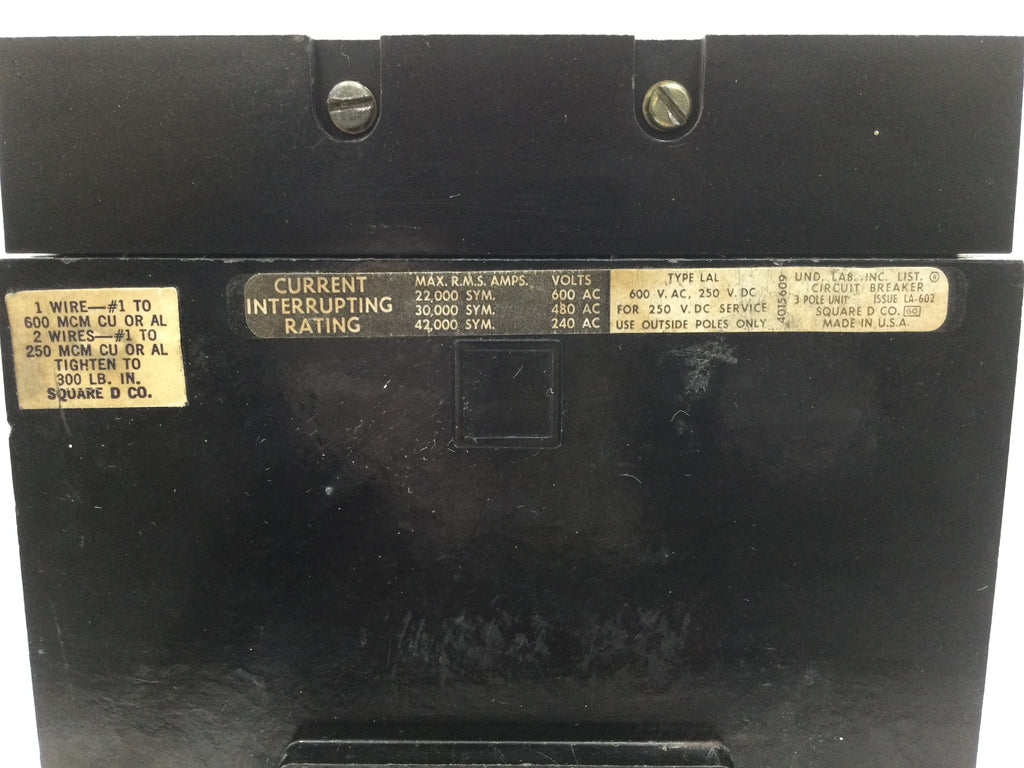 1 WIRE—#1 TO
600 MCM CU OR AL
2 WIRES—#1 TO
250 MCM CU OR AL
TIGHTEN TO
300 LB. IN.
SQUARE D CO.
CURRENT
INTERRUPTING
RATING
MAX. R.M.S. AMPS. VOLTS
22,000 SYM. 600 AC
30,000 SYM. 480 AC
42,000 SYM. 240 AC
TYPE LAL
600 V. AC, 250 V. DC
FOR 250 V. DC SERVICE
USE OUTSIDE POLES ONLY
4015609
UND. LAB. INC. LIST. ®
CIRCUIT BREAKER
3 POLE UNIT ISSUE LA-602
SQUARE D CO.
MADE IN U.S.A.